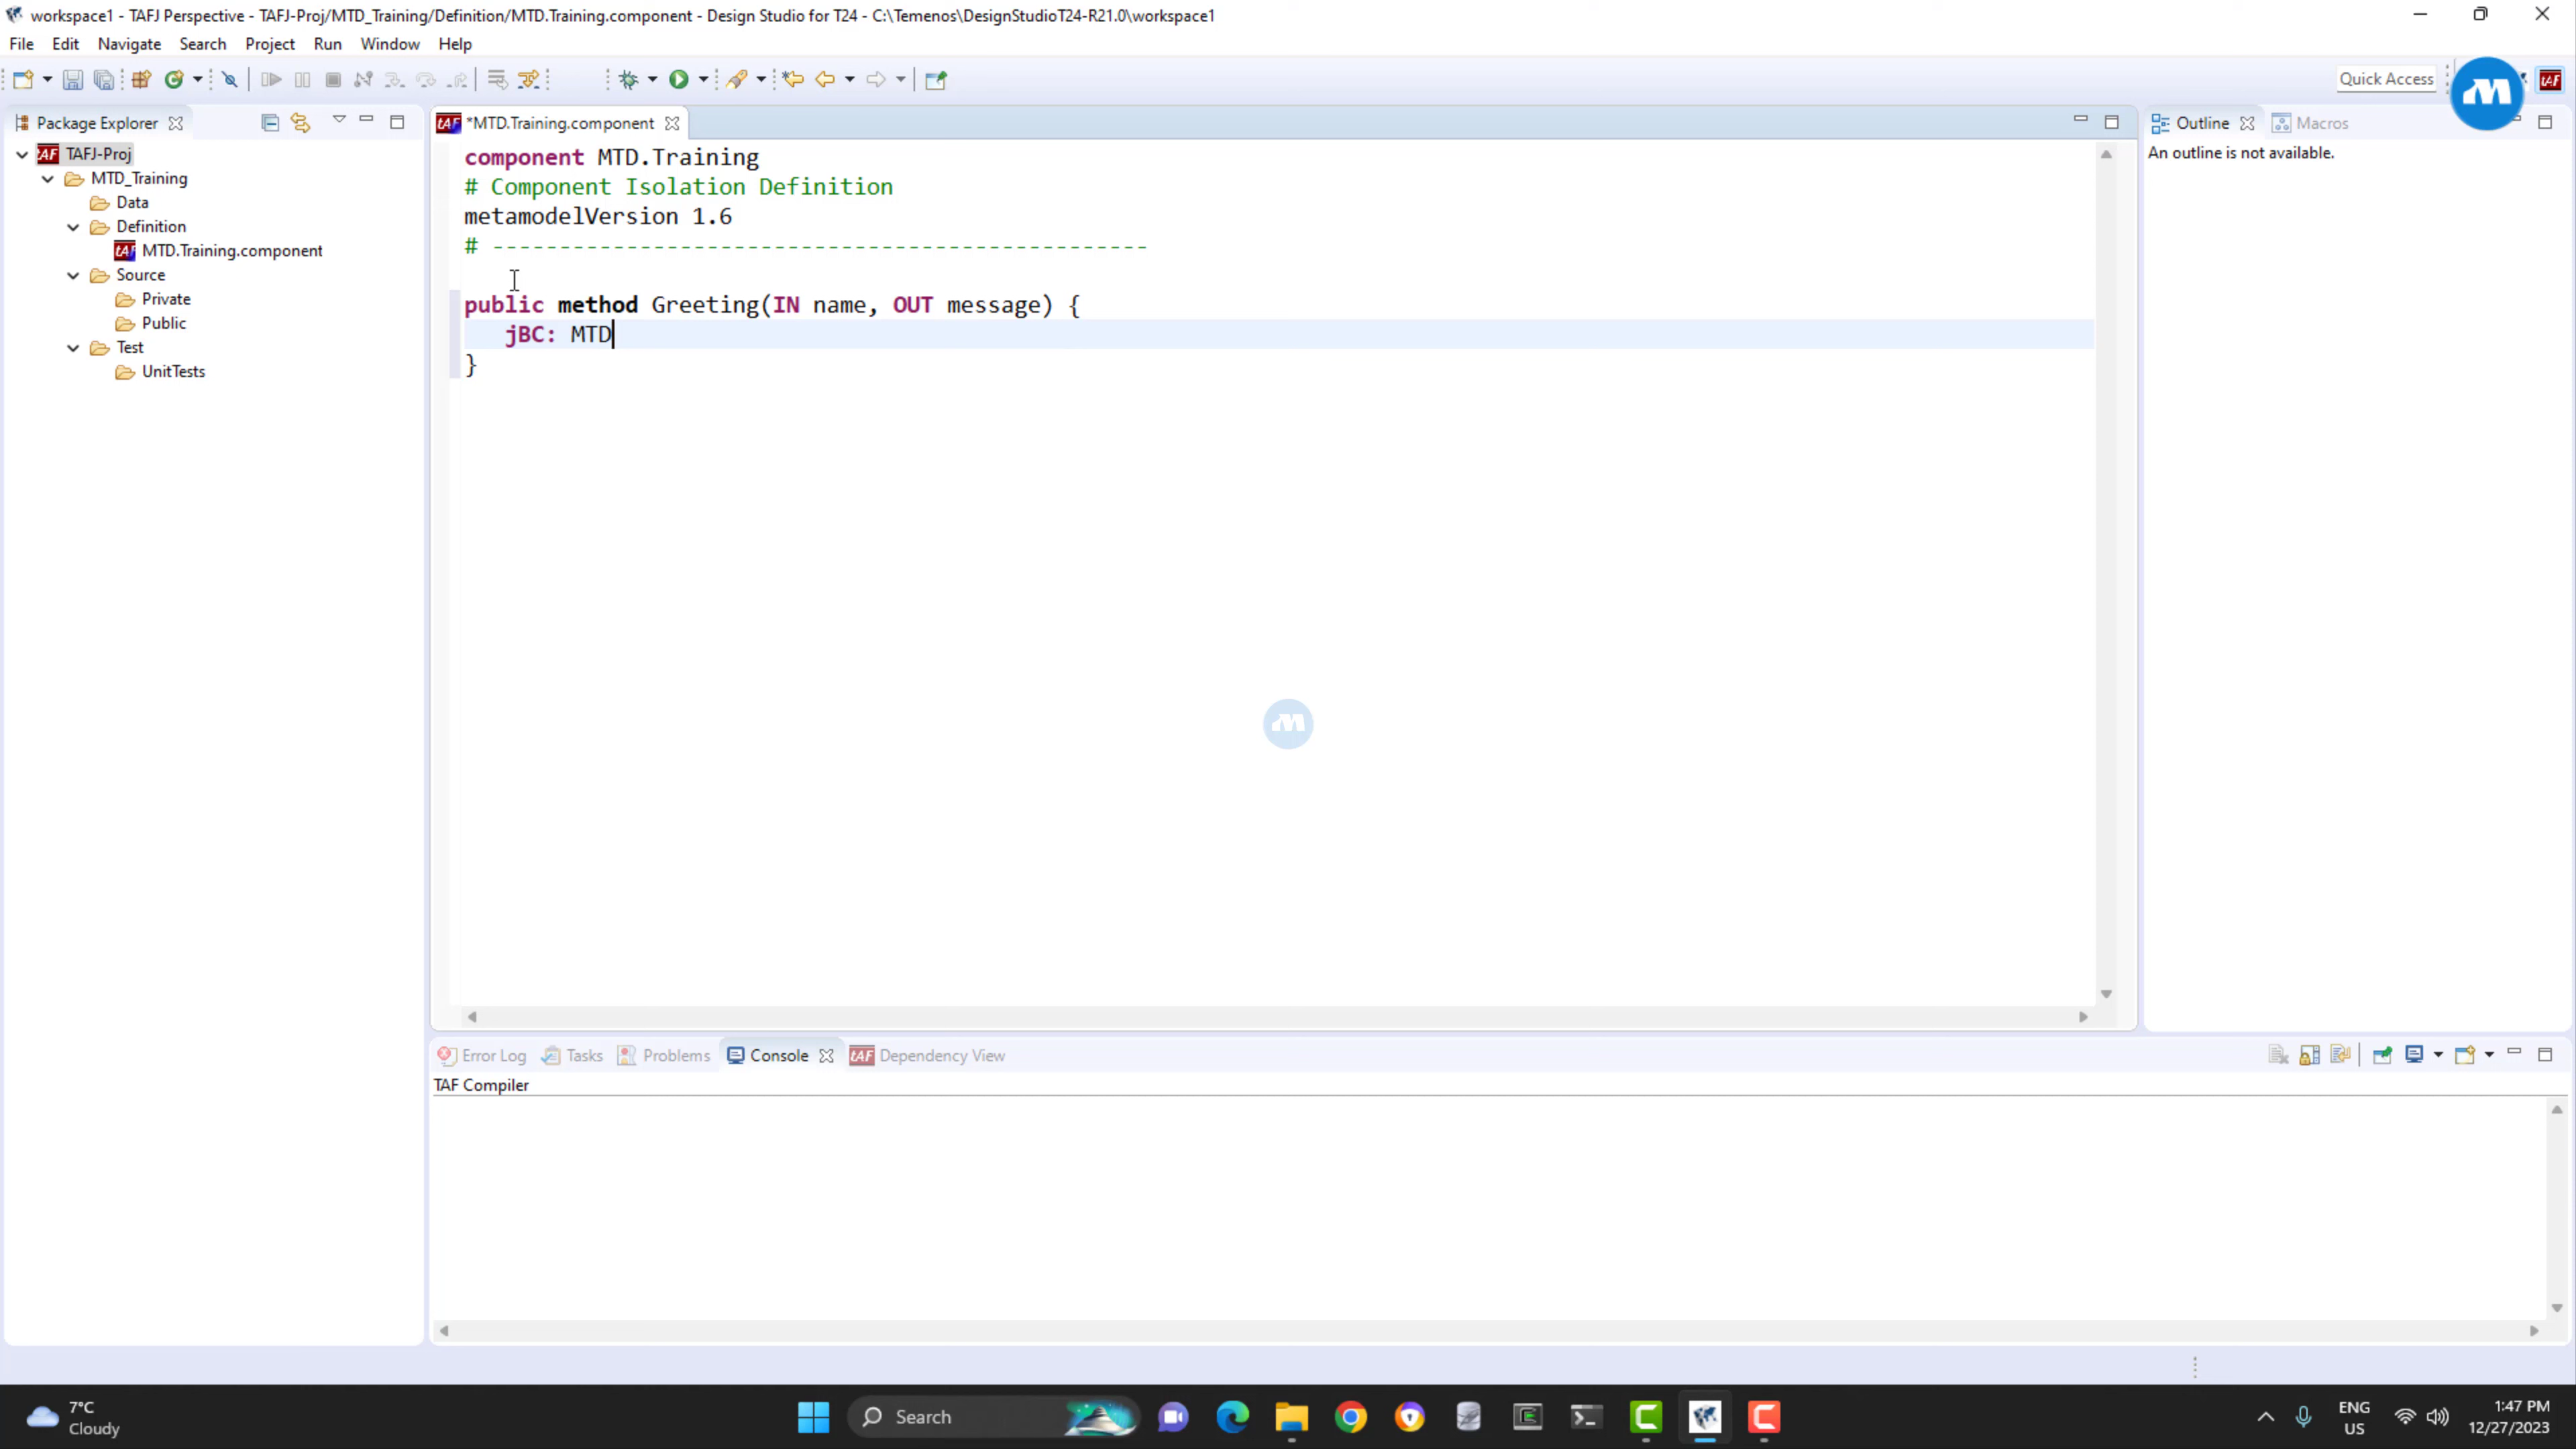 workspace1 - TAFJ Perspective - TAFJ-Proj/MTD_Training/Definition/MTD.Training.component - Design Studio for T24 - C:\Temenos\DesignStudioT24-R21.0\workspace1
File Edit Navigate Search Project Run Window Help
Quick Access
Package Explorer
TAFJ-Proj
MTD_Training
Data
Definition
MTD.Training.component
Source
Private
Public
Test
UnitTests
*MTD.Training.component
component MTD.Training
# Component Isolation Definition
metamodelVersion 1.6
# -------------------------------------------------
public method Greeting(IN name, OUT message) {
jBC: MTD
}
Outline Macros
An outline is not available.
Error Log Tasks Problems Console Dependency View
TAF Compiler
7°C
Cloudy
Search
ENG
US
1:47 PM
12/27/2023